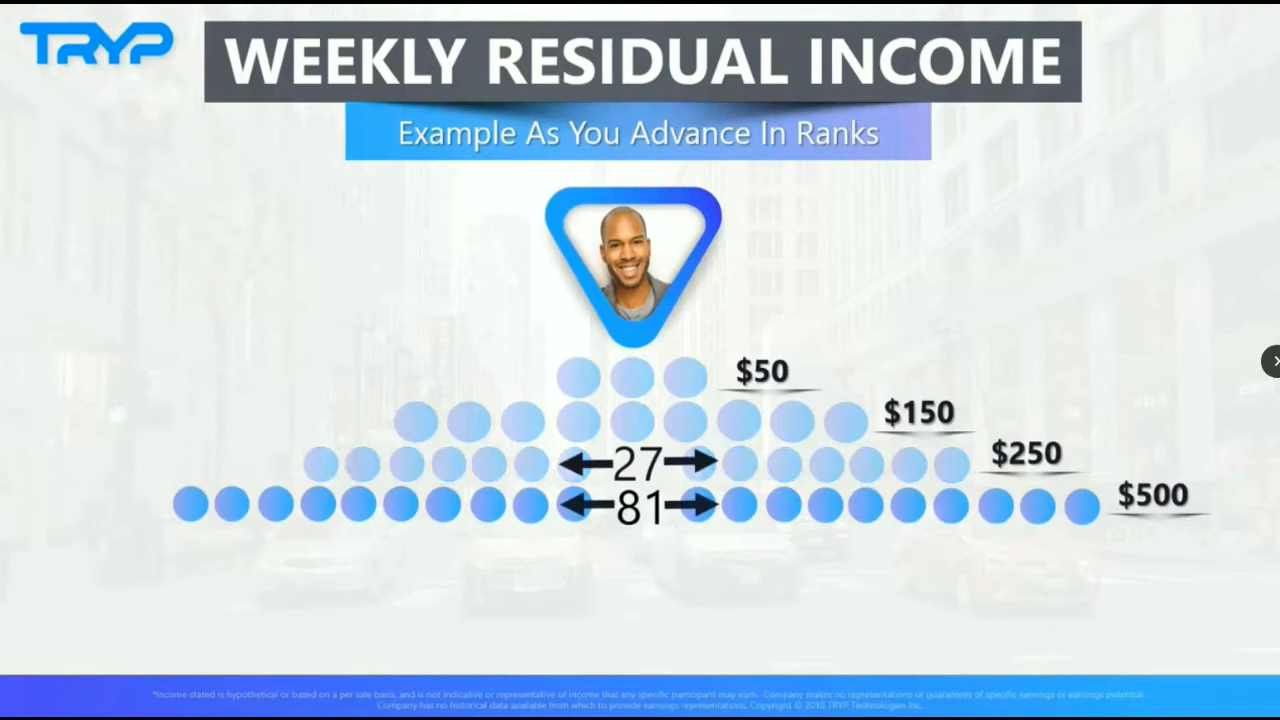 TRYP
WEEKLY RESIDUAL INCOME
Example As You Advance In Ranks
$50
$150
27
$250
81
$500
*Income stated is hypothetical or based on a per sale basis, and is not indicative or representative of income that any specific participant may earn. Company makes no representations or guarantees of specific earnings or earnings potential.
Company has no historical data available from which to provide earnings representations. Copyright © 2018 TRYP Technologies Inc.